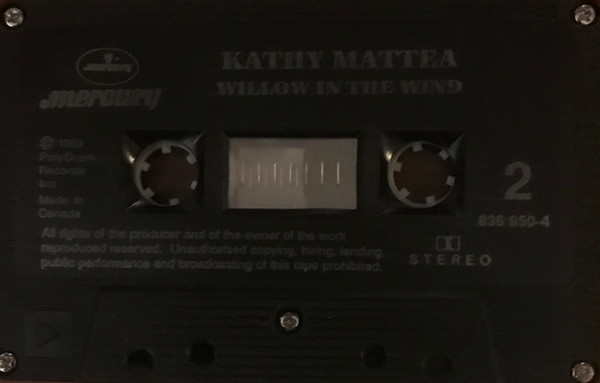 mercury
KATHY MATTEA
mercury
WILLOW IN THE WIND
℗ 1989
PolyGram
Records
Inc
Made in
Canada
2
836 950-4
All rights of the producer and of the owner of the work
reproduced reserved. Unauthorised copying, hiring, lending,
public performance and broadcasting of this tape prohibited.
STEREO